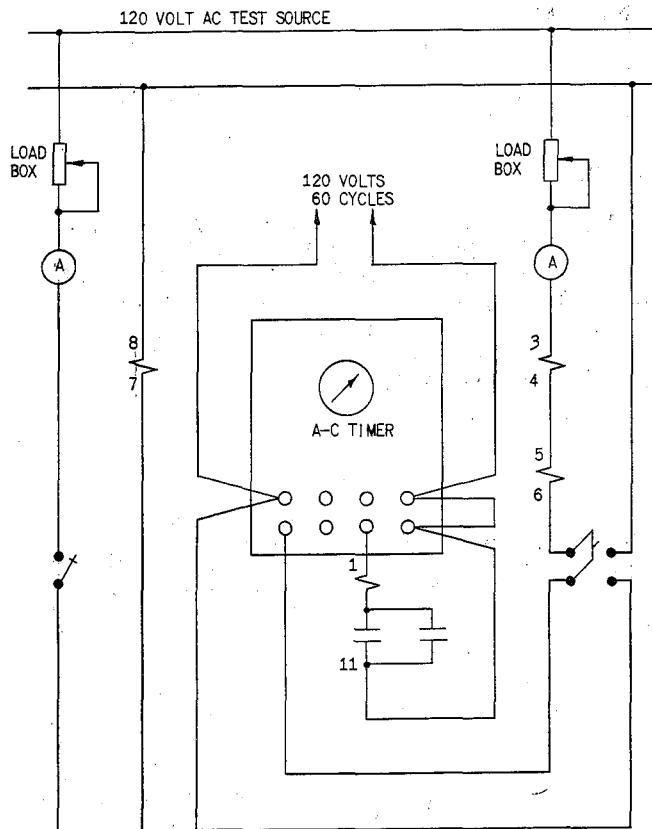 120 VOLT AC TEST SOURCE
LOAD
BOX
LOAD
BOX
120 VOLTS
60 CYCLES
A
A
8
7
3
4
A-C TIMER
5
6
1
11